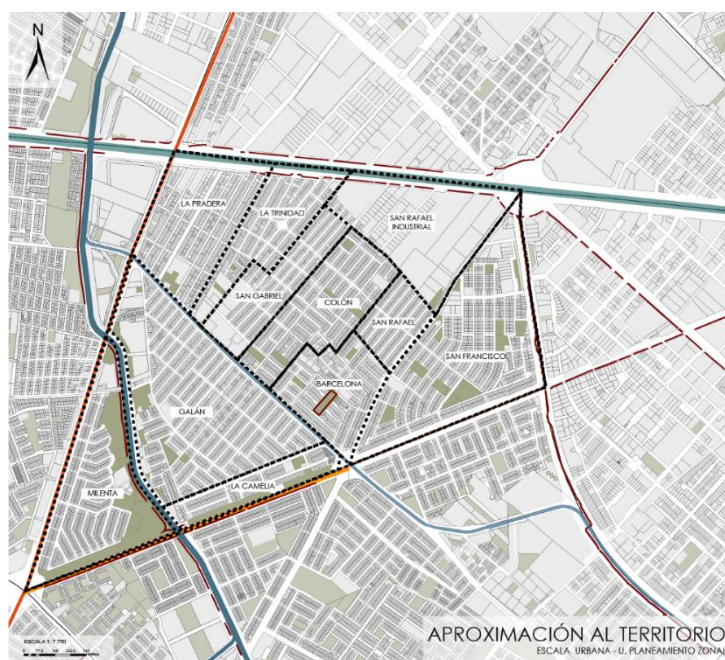 N
LA PRADERA
LA TRINIDAD
SAN RAFAEL
INDUSTRIAL
SAN GABRIEL
COLÓN
SAN RAFAEL
SAN FRANCISCO
BARCELONA
GALÁN
LA CAMELIA
MILENTA
APROXIMACIÓN AL TERRITORIO
ESCALA URBANA - U. PLANEAMIENTO ZONAL